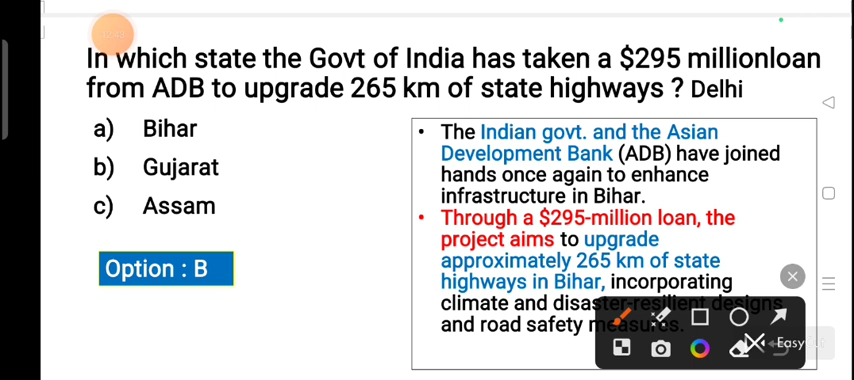 In which state the Govt of India has taken a $295 millionloan
from ADB to upgrade 265 km of state highways ? Delhi
a) Bihar
b) Gujarat
c) Assam
Option : B
• The Indian govt. and the Asian
Development Bank (ADB) have joined
hands once again to enhance
infrastructure in Bihar.
• Through a $295-million loan, the
project aims to upgrade
approximately 265 km of state
highways in Bihar, incorporating
climate and disaster-resilient designs
and road safety measures.